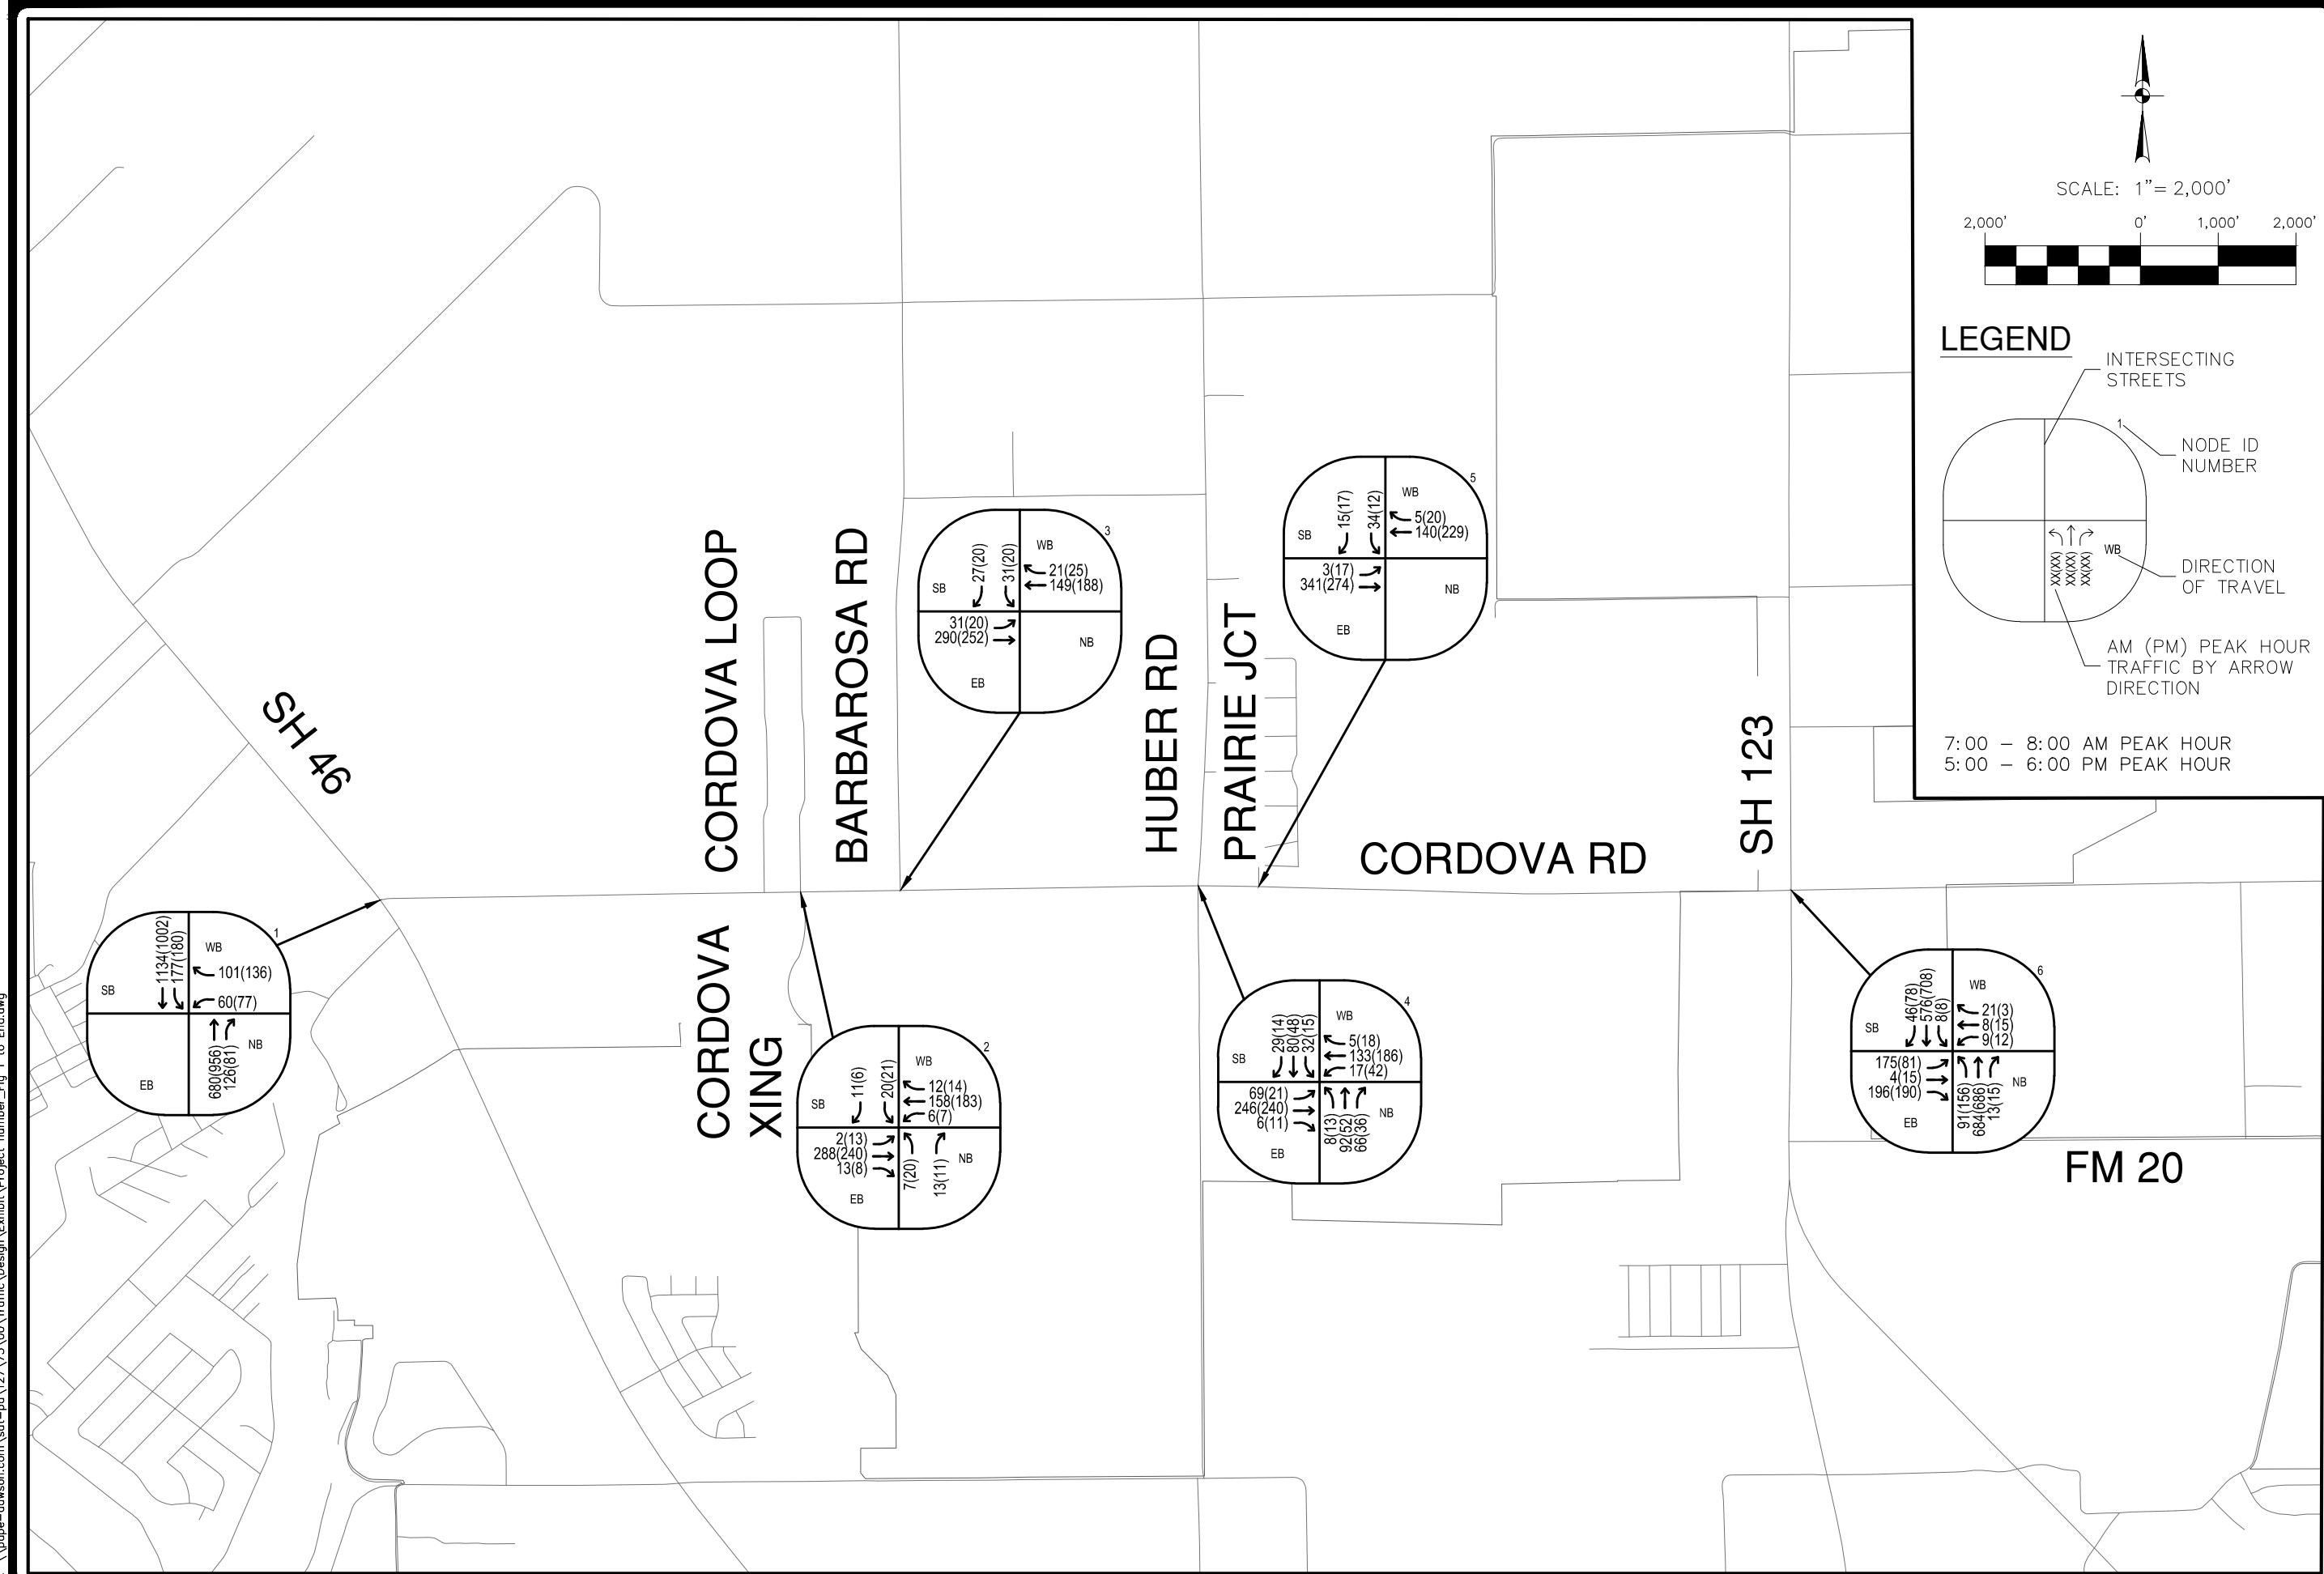 SCALE: 1"= 2,000'
2,000'
0'
1,000'
2,000'
LEGEND
INTERSECTING
STREETS
1
NODE ID
NUMBER
XX(XX)
XX(XX)
XX(XX)
WB
DIRECTION
OF TRAVEL
AM (PM) PEAK HOUR
TRAFFIC BY ARROW
DIRECTION
7:00 – 8:00 AM PEAK HOUR
5:00 – 6:00 PM PEAK HOUR
SH 46
CORDOVA LOOP
BARBAROSA RD
HUBER RD
PRAIRIE JCT
SH 123
CORDOVA RD
CORDOVA
XING
FM 20
1
SB
1134(1002)
177(180)
WB
101(136)
60(77)
EB
680(956)
126(81)
NB
2
SB
11(6)
20(21)
WB
12(14)
158(183)
6(7)
2(13)
288(240)
13(8)
EB
7(20)
13(11)
NB
3
SB
27(20)
31(20)
WB
21(25)
149(188)
31(20)
290(252)
EB
NB
4
SB
29(14)
80(48)
32(15)
WB
5(18)
133(186)
17(42)
69(21)
246(240)
6(11)
EB
8(13)
92(52)
66(36)
NB
5
SB
15(17)
34(12)
WB
5(20)
140(229)
3(17)
341(274)
EB
NB
6
SB
46(78)
576(708)
8(8)
WB
21(3)
8(15)
9(12)
175(81)
4(15)
196(190)
EB
91(156)
684(686)
13(15)
NB